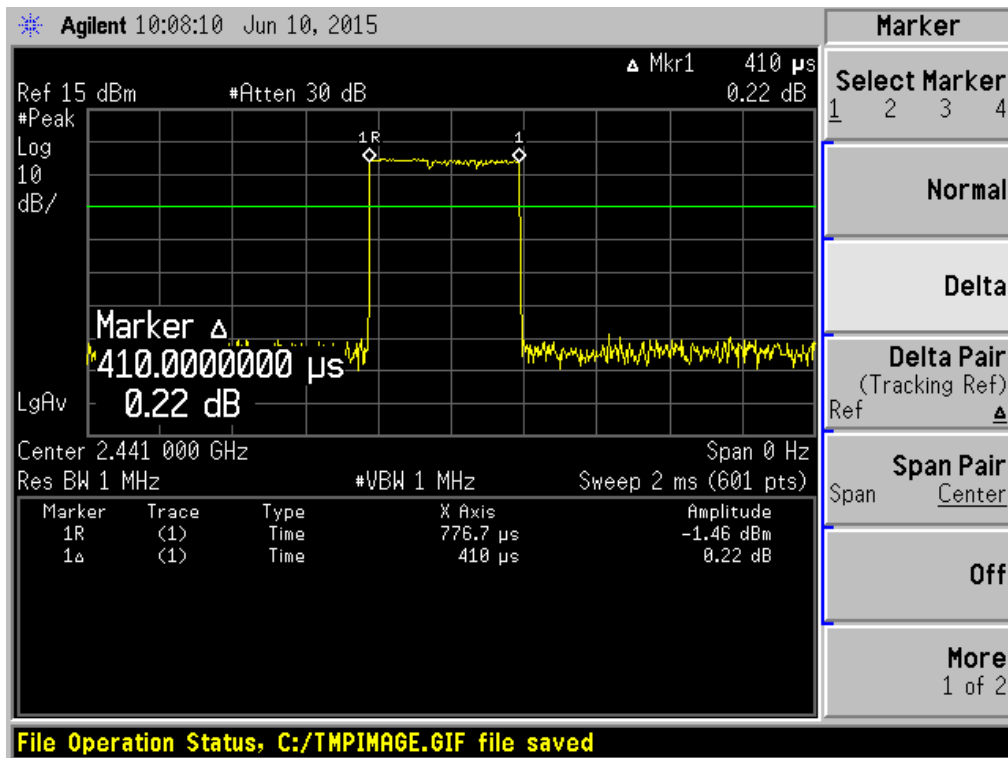 Agilent 10:08:10 Jun 10, 2015
Δ Mkr1 410 µs
Ref 15 dBm #Atten 30 dB 0.22 dB
#Peak
Log
10
dB/
1R 1
Marker Δ
410.0000000 µs
0.22 dB
LgAv
Center 2.441 000 GHz Span 0 Hz
Res BW 1 MHz #VBW 1 MHz Sweep 2 ms (601 pts)
Marker Trace Type X Axis Amplitude
1R (1) Time 776.7 µs -1.46 dBm
1Δ (1) Time 410 µs 0.22 dB
Marker
Select Marker
1 2 3 4
Normal
Delta
Delta Pair
(Tracking Ref)
Ref Δ
Span Pair
Span Center
Off
More
1 of 2
File Operation Status, C:/TMPIMAGE.GIF file saved